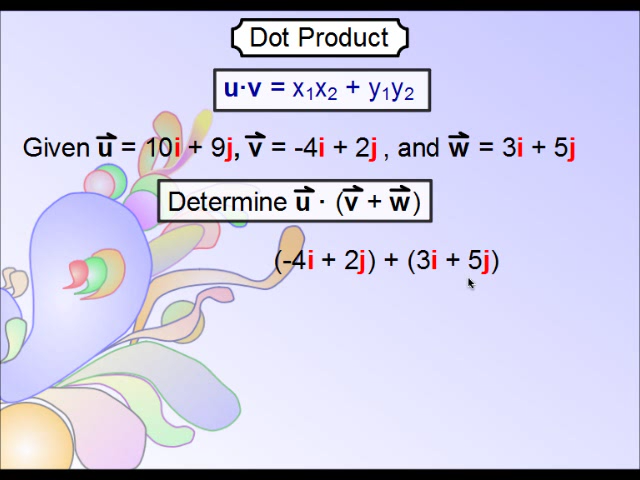 Dot Product
u·v = x₁x₂ + y₁y₂
Given u⃗ = 10i + 9j, v⃗ = -4i + 2j , and w⃗ = 3i + 5j
Determine u⃗ · (v⃗ + w⃗)
(-4i + 2j) + (3i + 5j)